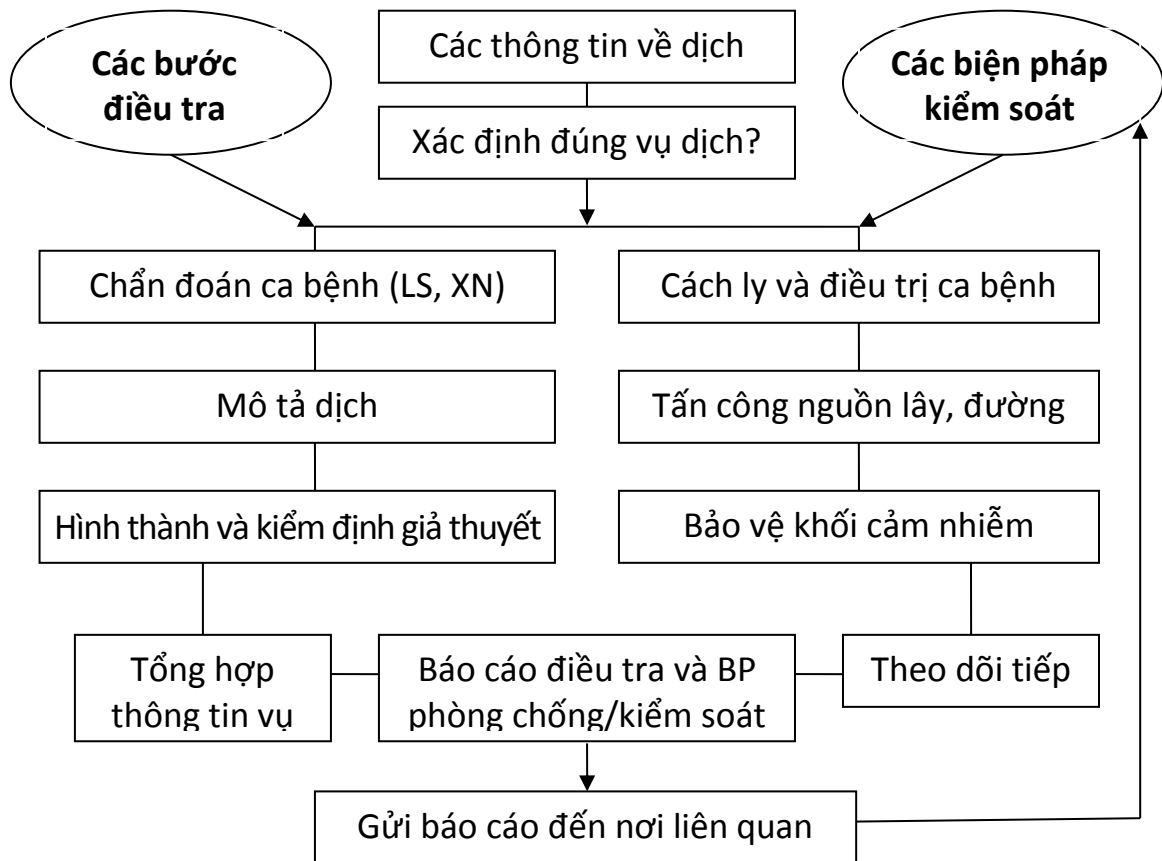 Các bước
điều tra
Các thông tin về dịch
Các biện pháp
kiểm soát
Xác định đúng vụ dịch?
Chẩn đoán ca bệnh (LS, XN)
Cách ly và điều trị ca bệnh
Mô tả dịch
Tấn công nguồn lây, đường
Hình thành và kiểm định giả thuyết
Bảo vệ khối cảm nhiễm
Tổng hợp
thông tin vụ
Báo cáo điều tra và BP
phòng chống/kiểm soát
Theo dõi tiếp
Gửi báo cáo đến nơi liên quan